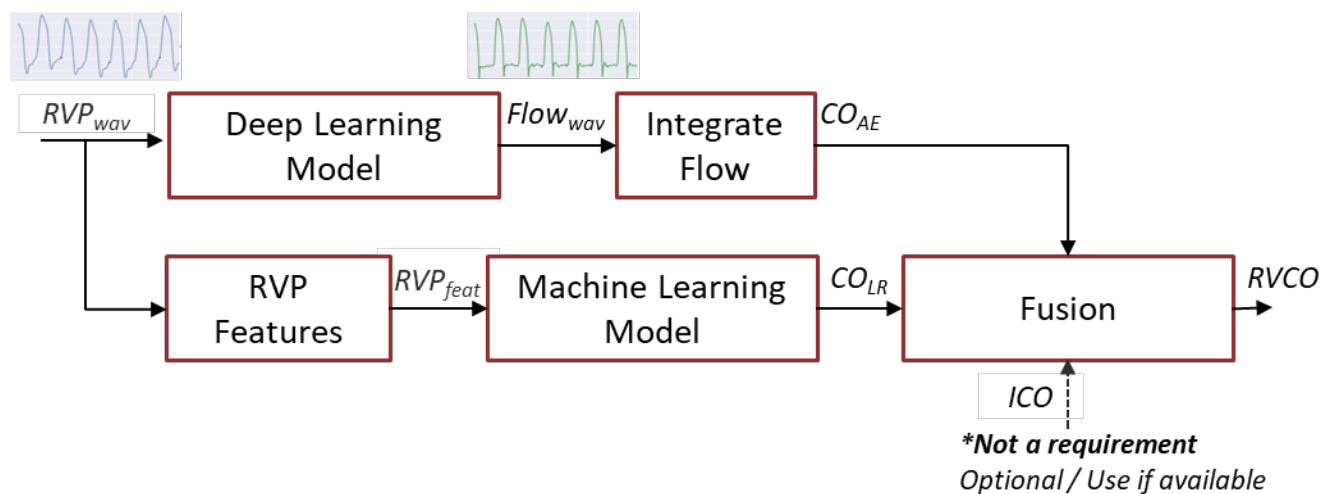 RVPwav
Deep Learning
Model
Flowwav
Integrate
Flow
COAE
RVP
Features
RVPfeat
Machine Learning
Model
COLR
Fusion
RVCO
ICO
*Not a requirement
Optional / Use if available